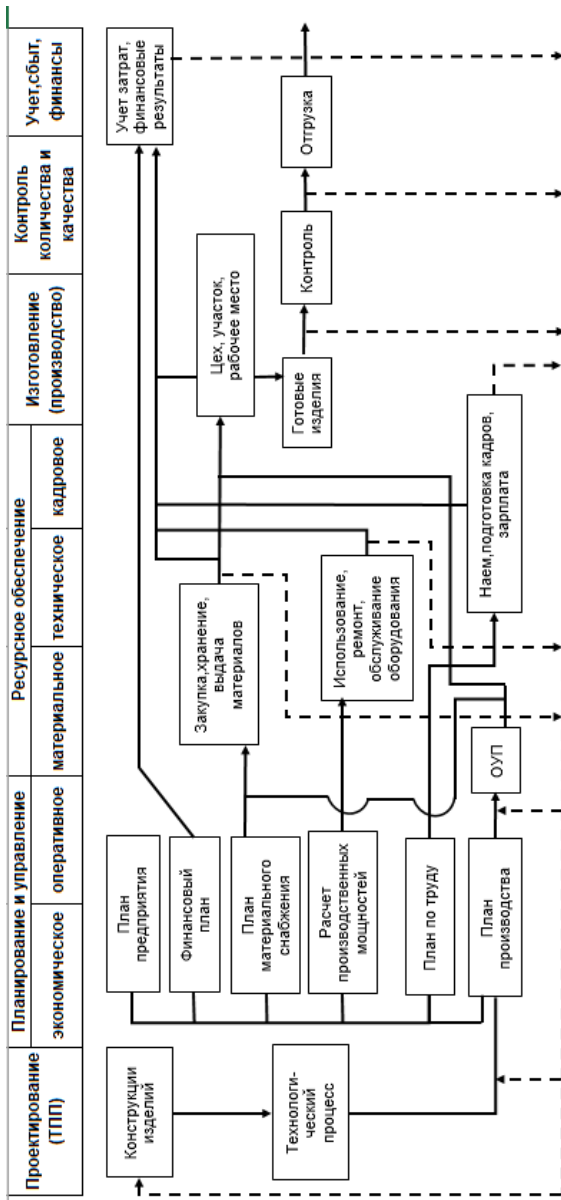 Проектирование
(ТПП)
Планирование и управление
экономическое
оперативное
Ресурсное обеспечение
материальное
техническое
кадровое
Изготовление
(производство)
Контроль
количества и
качества
Учет,сбыт,
финансы
Конструкции
изделий
Технологи-
ческий
процесс
План
предприятия
Финансовый
план
План
материального
снабжения
Расчет
производственных
мощностей
План по труду
План
производства
ОУП
Закупка,хранение,
выдача
материалов
Использование,
ремонт,
обслуживание
оборудования
Наем,подготовка кадров,
зарплата
Цех, участок,
рабочее место
Готовые
изделия
Контроль
Отгрузка
Учет затрат,
финансовые
результаты